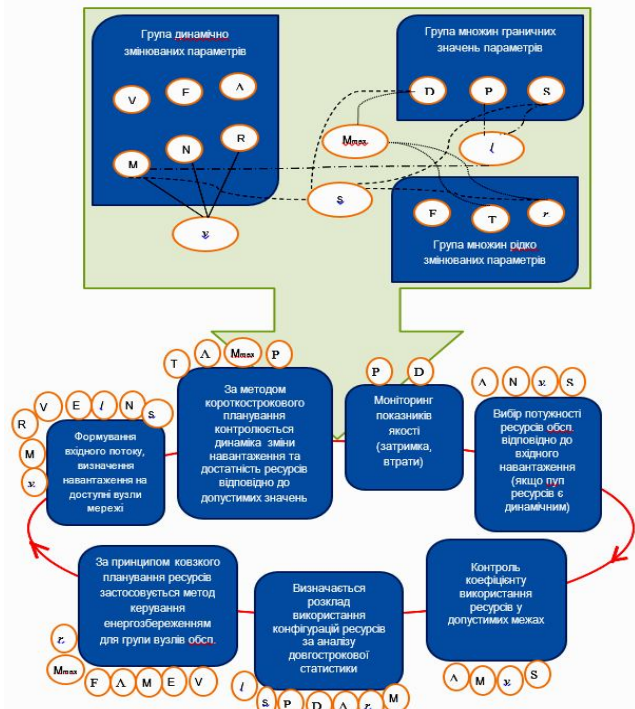 Група динамічно
змінюваних параметрів
V E Λ
M N R
ɣ
Група множин граничних
значень параметрів
D P S
Mmax
l
s
F T r
Група множин рідко
змінюваних параметрів
T Λ Mmax P
За методом
короткострокового
планування
контролюється
динаміка зміни
навантаження та
достатність ресурсів
відповідно до
допустимих значень
P D
Моніторинг
показників
якості
(затримка,
втрати)
Λ N ɣ S
Вибір потужності
ресурсів обсл.
відповідно до
вхідного
навантаження
(якщо пул
ресурсів є
динамічним)
ɣ M R V E l N s
Формування
вхідного потоку,
визначення
навантаження на
доступні вузли
мережі
За принципом ковзкого
планування ресурсів
застосовується метод
керування
енергозбереженням
для групи вузлів обсл.
r Mmax F Λ M E V
Визначається
розклад
використання
конфігурацій ресурсів
за аналізу
довгострокової
статистики
l s P D Λ r M
Контроль
коефіцієнту
використання
ресурсів у
допустимих межах
Λ M ɣ S